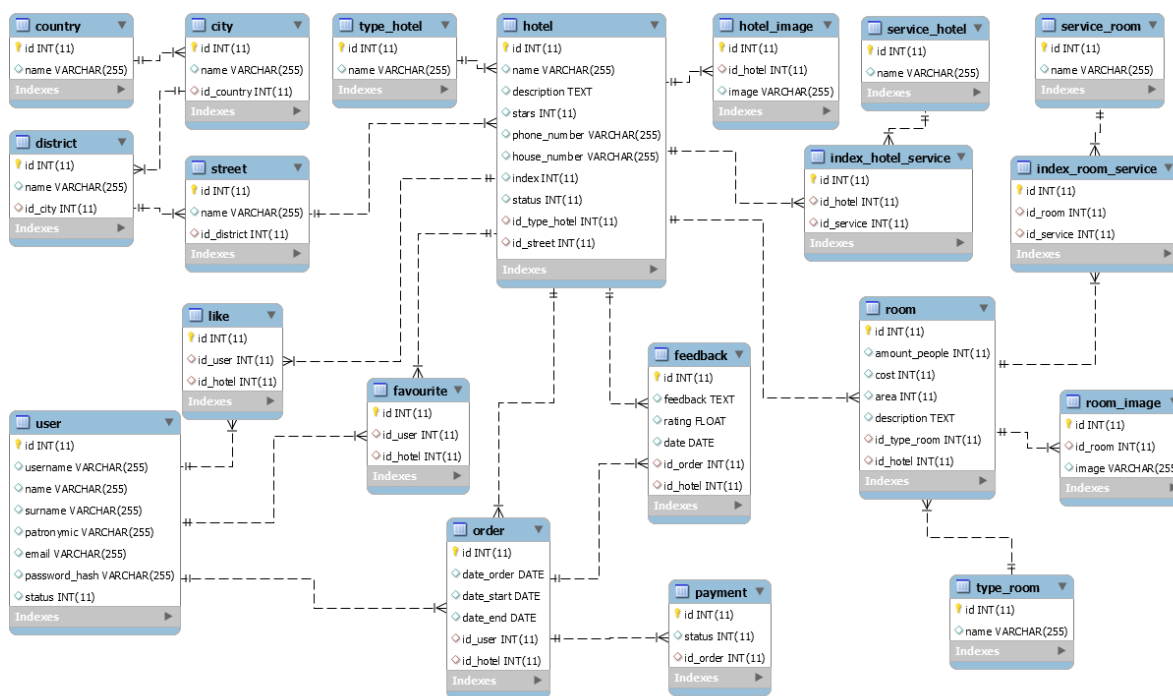 country
id INT(11)
name VARCHAR(255)
Indexes
city
id INT(11)
name VARCHAR(255)
id_country INT(11)
Indexes
type_hotel
id INT(11)
name VARCHAR(255)
Indexes
hotel
id INT(11)
name VARCHAR(255)
description TEXT
stars INT(11)
phone_number VARCHAR(255)
house_number VARCHAR(255)
index INT(11)
status INT(11)
id_type_hotel INT(11)
id_street INT(11)
Indexes
hotel_image
id INT(11)
id_hotel INT(11)
image VARCHAR(255)
Indexes
service_hotel
id INT(11)
name VARCHAR(255)
Indexes
service_room
id INT(11)
name VARCHAR(255)
Indexes
district
id INT(11)
name VARCHAR(255)
id_city INT(11)
Indexes
street
id INT(11)
name VARCHAR(255)
id_district INT(11)
Indexes
index_hotel_service
id INT(11)
id_hotel INT(11)
id_service INT(11)
Indexes
index_room_service
id INT(11)
id_room INT(11)
id_service INT(11)
Indexes
like
id INT(11)
id_user INT(11)
id_hotel INT(11)
Indexes
favourite
id INT(11)
id_user INT(11)
id_hotel INT(11)
Indexes
feedback
id INT(11)
feedback TEXT
rating FLOAT
date DATE
id_order INT(11)
id_hotel INT(11)
Indexes
room
id INT(11)
amount_people INT(11)
cost INT(11)
area INT(11)
description TEXT
id_type_room INT(11)
id_hotel INT(11)
Indexes
room_image
id INT(11)
id_room INT(11)
image VARCHAR(255)
Indexes
user
id INT(11)
username VARCHAR(255)
name VARCHAR(255)
surname VARCHAR(255)
patronymic VARCHAR(255)
email VARCHAR(255)
password_hash VARCHAR(255)
status INT(11)
Indexes
order
id INT(11)
date_order DATE
date_start DATE
date_end DATE
id_user INT(11)
id_hotel INT(11)
Indexes
payment
id INT(11)
status INT(11)
id_order INT(11)
Indexes
type_room
id INT(11)
name VARCHAR(255)
Indexes